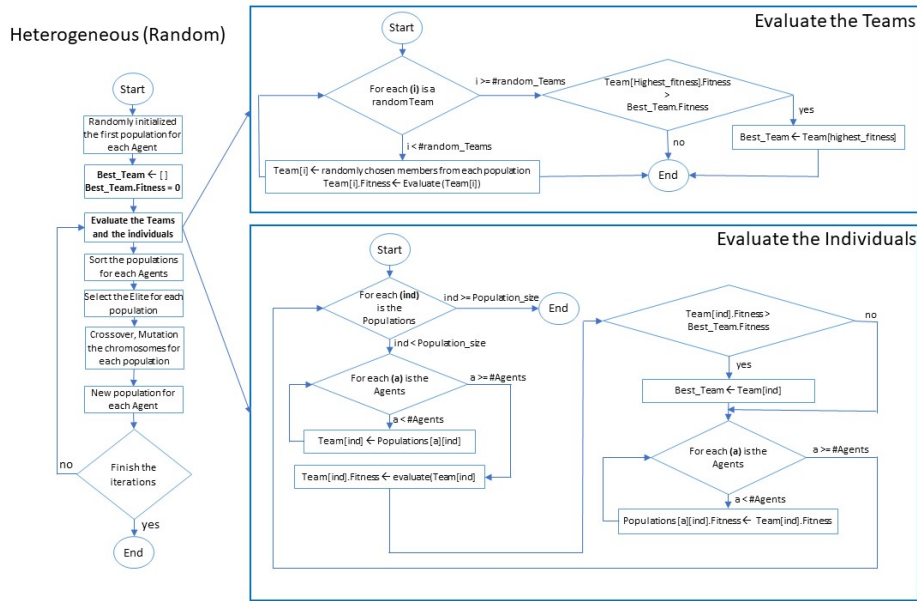 Heterogeneous (Random)
Start
Randomly initialized
the first population for
each Agent
Best_Team ← [ ]
Best_Team.Fitness = 0
Evaluate the Teams
and the individuals
Sort the populations
for each Agents
Select the Elite for each
population
Crossover, Mutation
the chromosomes for
each population
New population for
each Agent
Finish the
iterations
no
yes
End
Evaluate the Teams
Start
For each (i) is a
random Team
i >= #random_Teams
i < #random_Teams
Team[i] ← randomly chosen members from each population
Team[i].Fitness ← Evaluate (Team[i])
Team[Highest_fitness].Fitness
>
Best_Team.Fitness
yes
no
Best_Team ← Team[highest_fitness]
End
Evaluate the Individuals
Start
For each (ind)
is the
Populations
ind >= Population_size
End
ind < Population_size
For each (a) is the
Agents
a >= #Agents
a < #Agents
Team[ind] ← Populations [a][ind]
Team[ind].Fitness ← evaluate(Team[ind]
Team[ind].Fitness >
Best_Team.Fitness
no
yes
Best_Team ← Team[ind]
For each (a) is the
Agents
a >= #Agents
a < #Agents
Populations [a][ind].Fitness ← Team[ind].Fitness